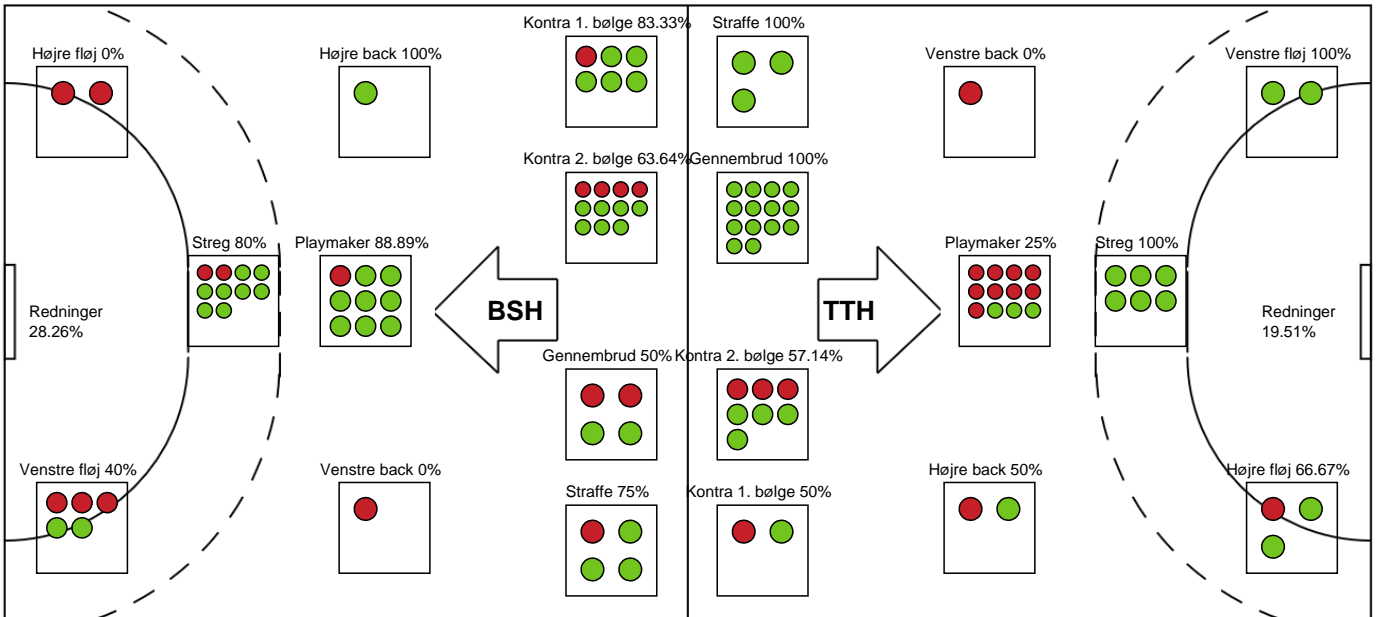 Kontra 1. bølge 83.33%
Straffe 100%
Højre fløj 0%
Højre back 100%
Venstre back 0%
Venstre fløj 100%
Kontra 2. bølge 63.64%
Gennembrud 100%
Streg 80%
Playmaker 88.89%
Playmaker 25%
Streg 100%
Redninger
28.26%
BSH
TTH
Redninger
19.51%
Gennembrud 50%
Kontra 2. bølge 57.14%
Venstre fløj 40%
Venstre back 0%
Højre back 50%
Højre fløj 66.67%
Straffe 75%
Kontra 1. bølge 50%